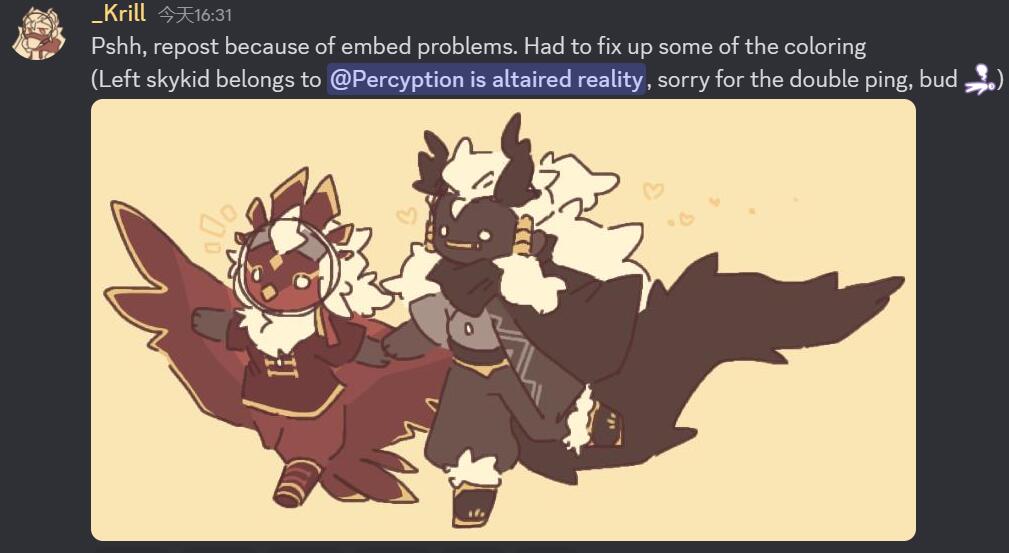 _Krill 今天16:31
Pshh, repost because of embed problems. Had to fix up some of the coloring
(Left skykid belongs to @Percyption is altaired reality, sorry for the double ping, bud )